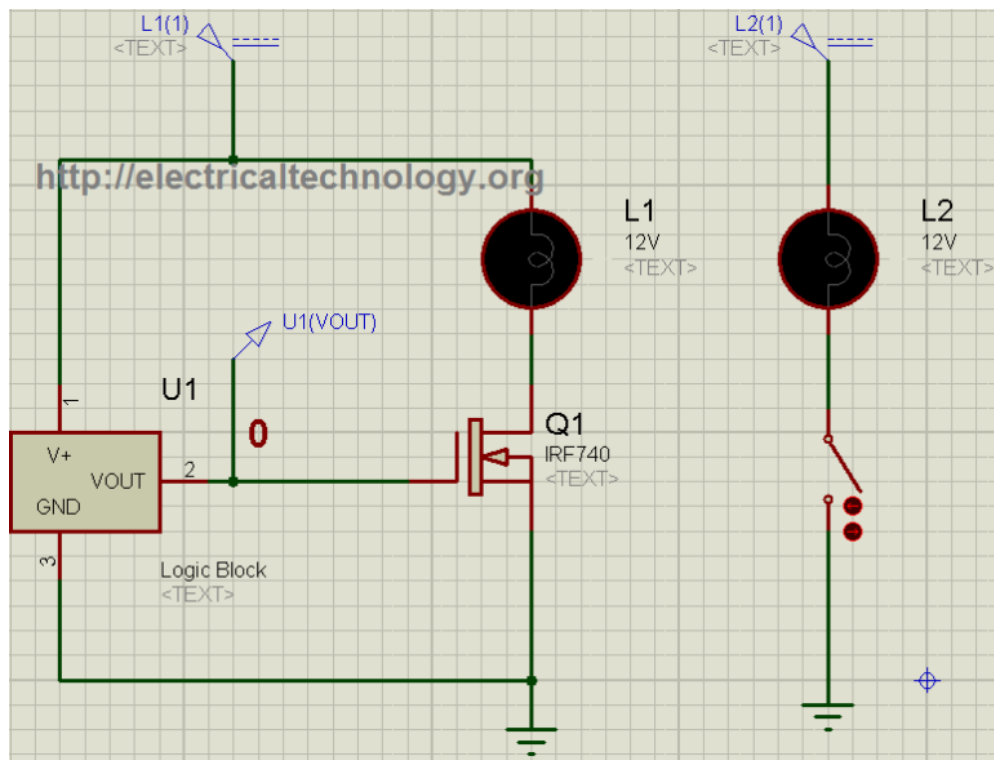 L1(1)
<TEXT>
L2(1)
<TEXT>
http://electricaltechnology.org
L1
12V
<TEXT>
L2
12V
<TEXT>
U1(VOUT)
U1
1
0
V+
VOUT
2
GND
3
Q1
IRF740
<TEXT>
Logic Block
<TEXT>